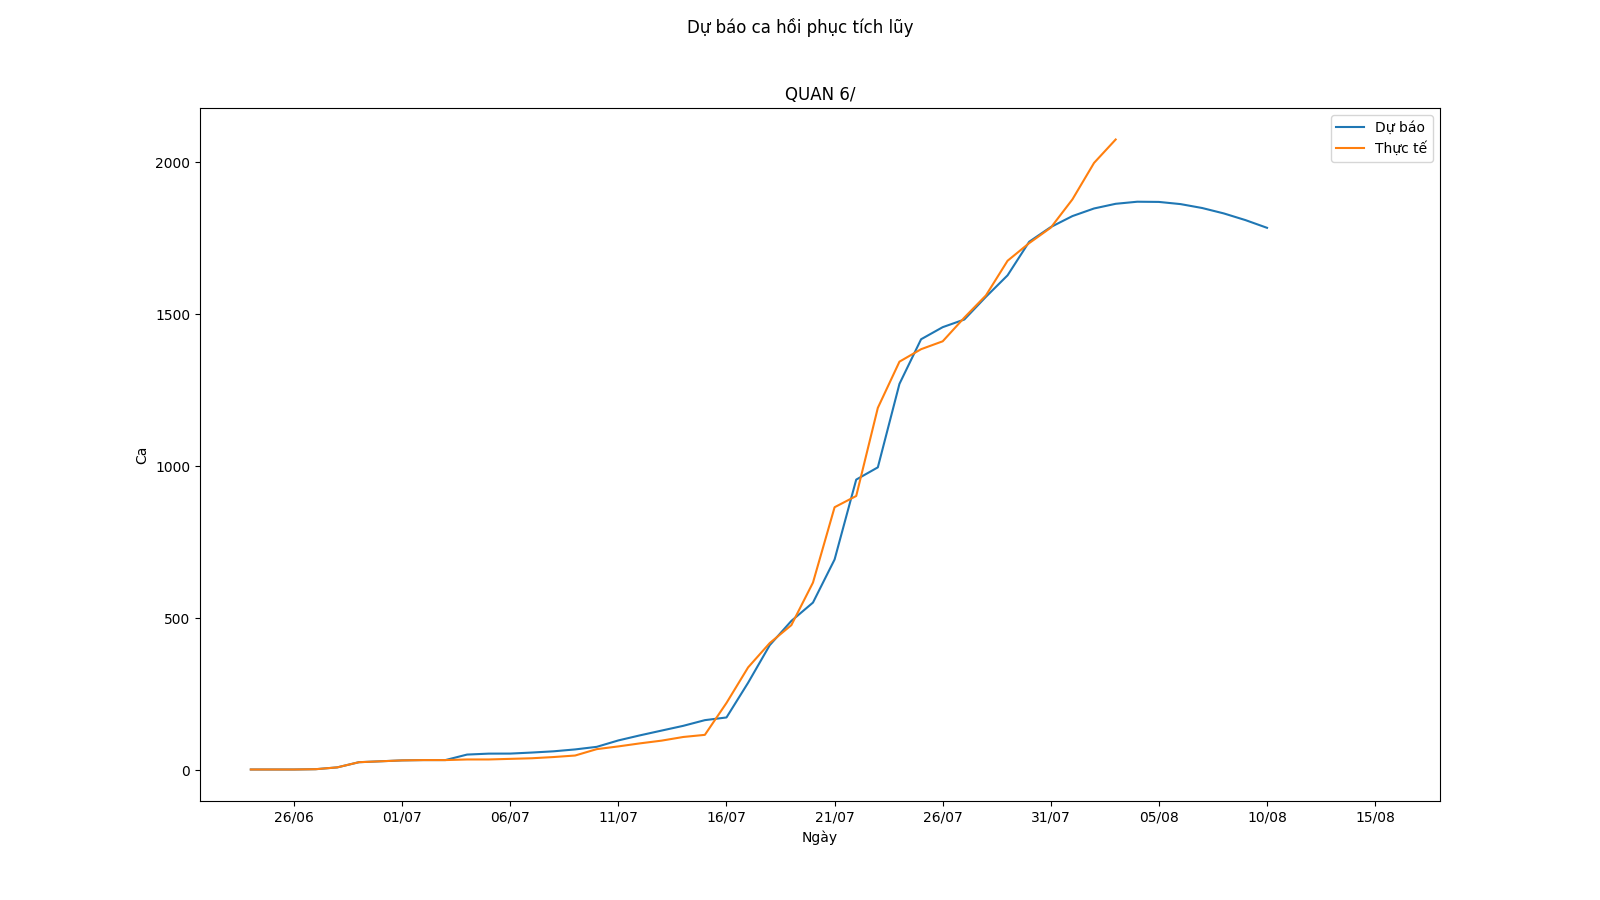 Dự báo ca hồi phục tích lũy
QUAN 6/
Dự báo
Thực tế
2000
1500
1000
500
0
Ca
26/06
01/07
06/07
11/07
16/07
21/07
26/07
31/07
05/08
10/08
15/08
Ngày